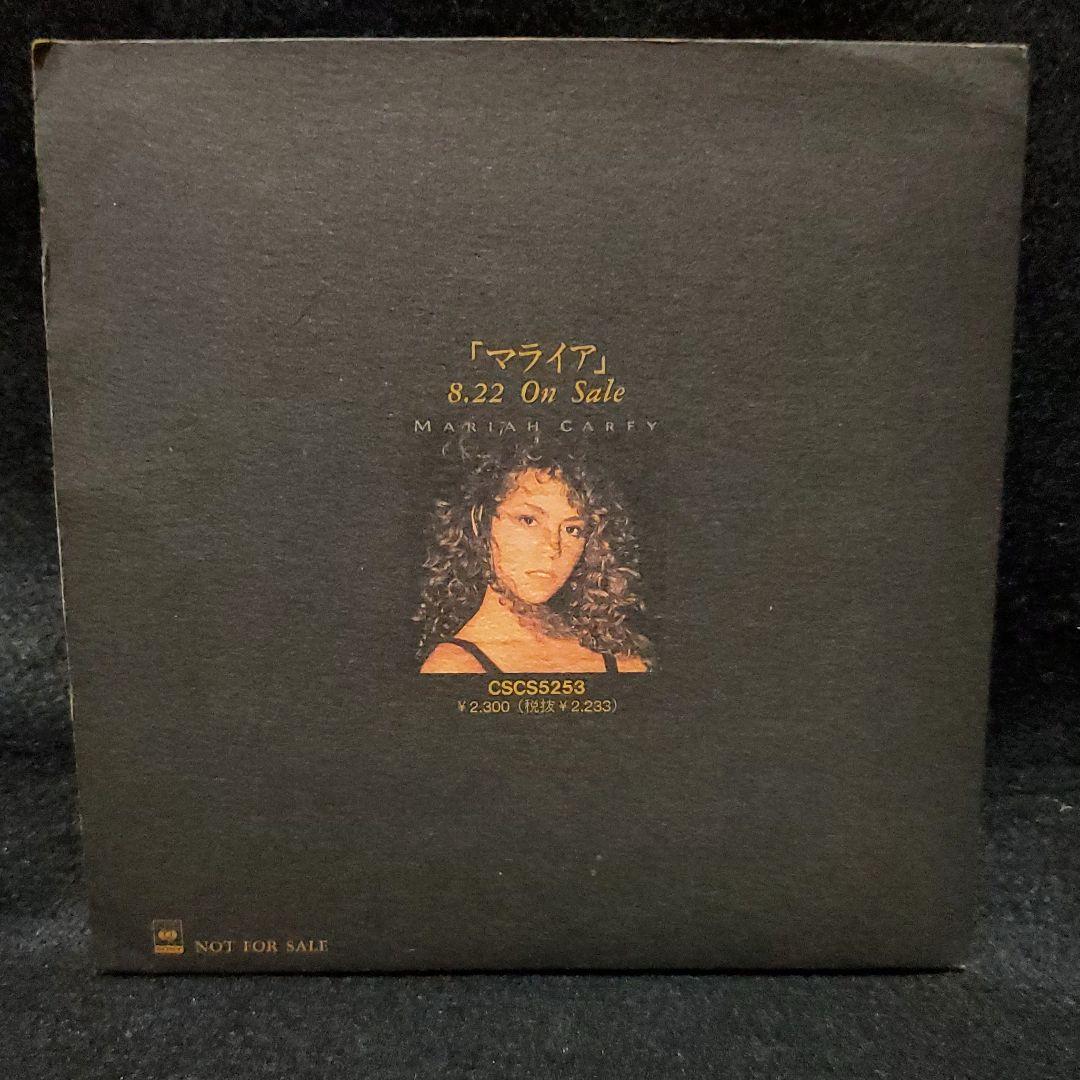 「マライア」
8.22 On Sale
MARIAH CAREY
CSCS5253
￥2,300（税抜￥2,233）
SONY
NOT FOR SALE